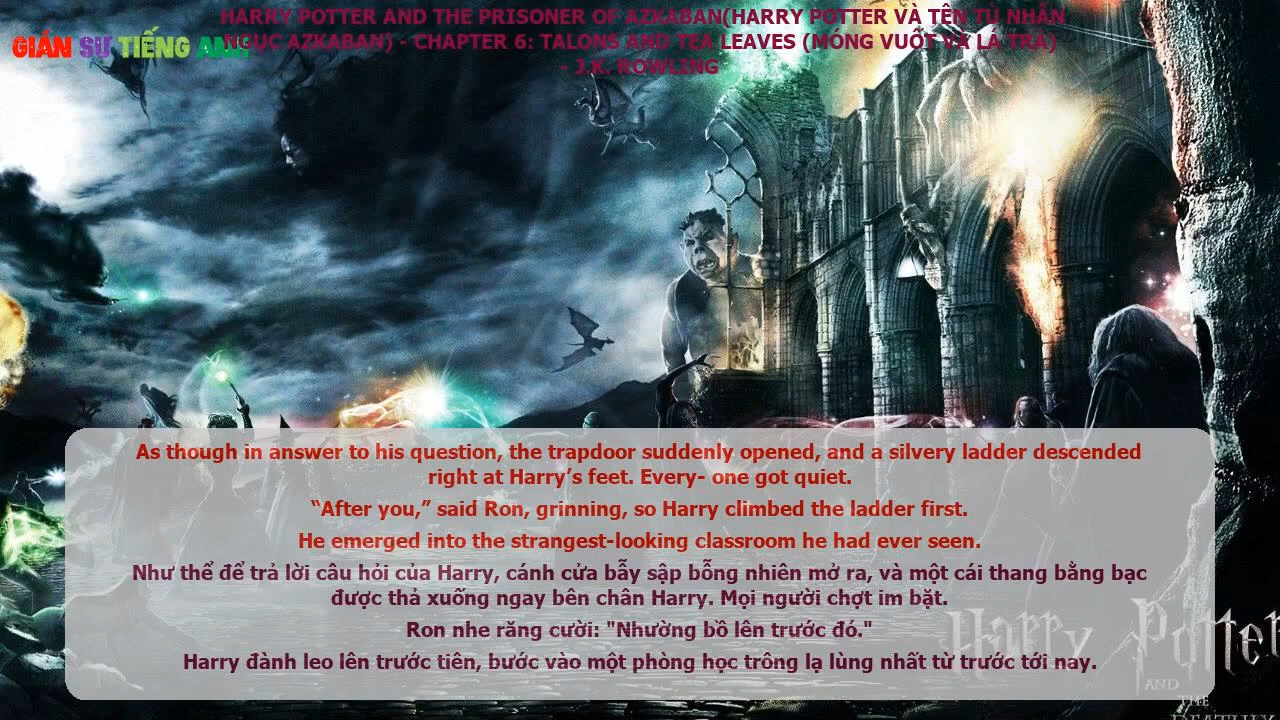 HARRY POTTER AND THE PRISONER OF AZKABAN(HARRY POTTER VÀ TÊN TÙ NHÂN
GIÁN SƯ TIẾNG ANH
NGỤC AZKABAN) - CHAPTER 6: TALONS AND TEA LEAVES (MÓNG VUỐT VÀ LÁ TRÀ)
- J.K. ROWLING
As though in answer to his question, the trapdoor suddenly opened, and a silvery ladder descended
right at Harry’s feet. Every- one got quiet.
“After you,” said Ron, grinning, so Harry climbed the ladder first.
He emerged into the strangest-looking classroom he had ever seen.
Như thể để trả lời câu hỏi của Harry, cánh cửa bẫy sập bỗng nhiên mở ra, và một cái thang bằng bạc
được thả xuống ngay bên chân Harry. Mọi người chợt im bặt.
Ron nhe răng cười: "Nhường bồ lên trước đó."
Harry đành leo lên trước tiên, bước vào một phòng học trông lạ lùng nhất từ trước tới nay.
Harry Potter
AND
THE